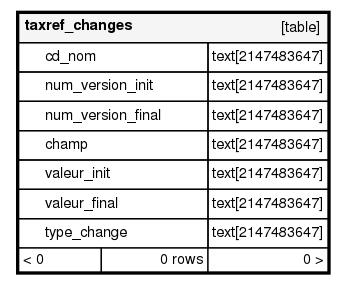 taxref_changes [table]
cd_nom text[2147483647]
num_version_init text[2147483647]
num_version_final text[2147483647]
champ text[2147483647]
valeur_init text[2147483647]
valeur_final text[2147483647]
type_change text[2147483647]
< 0 0 rows 0 >